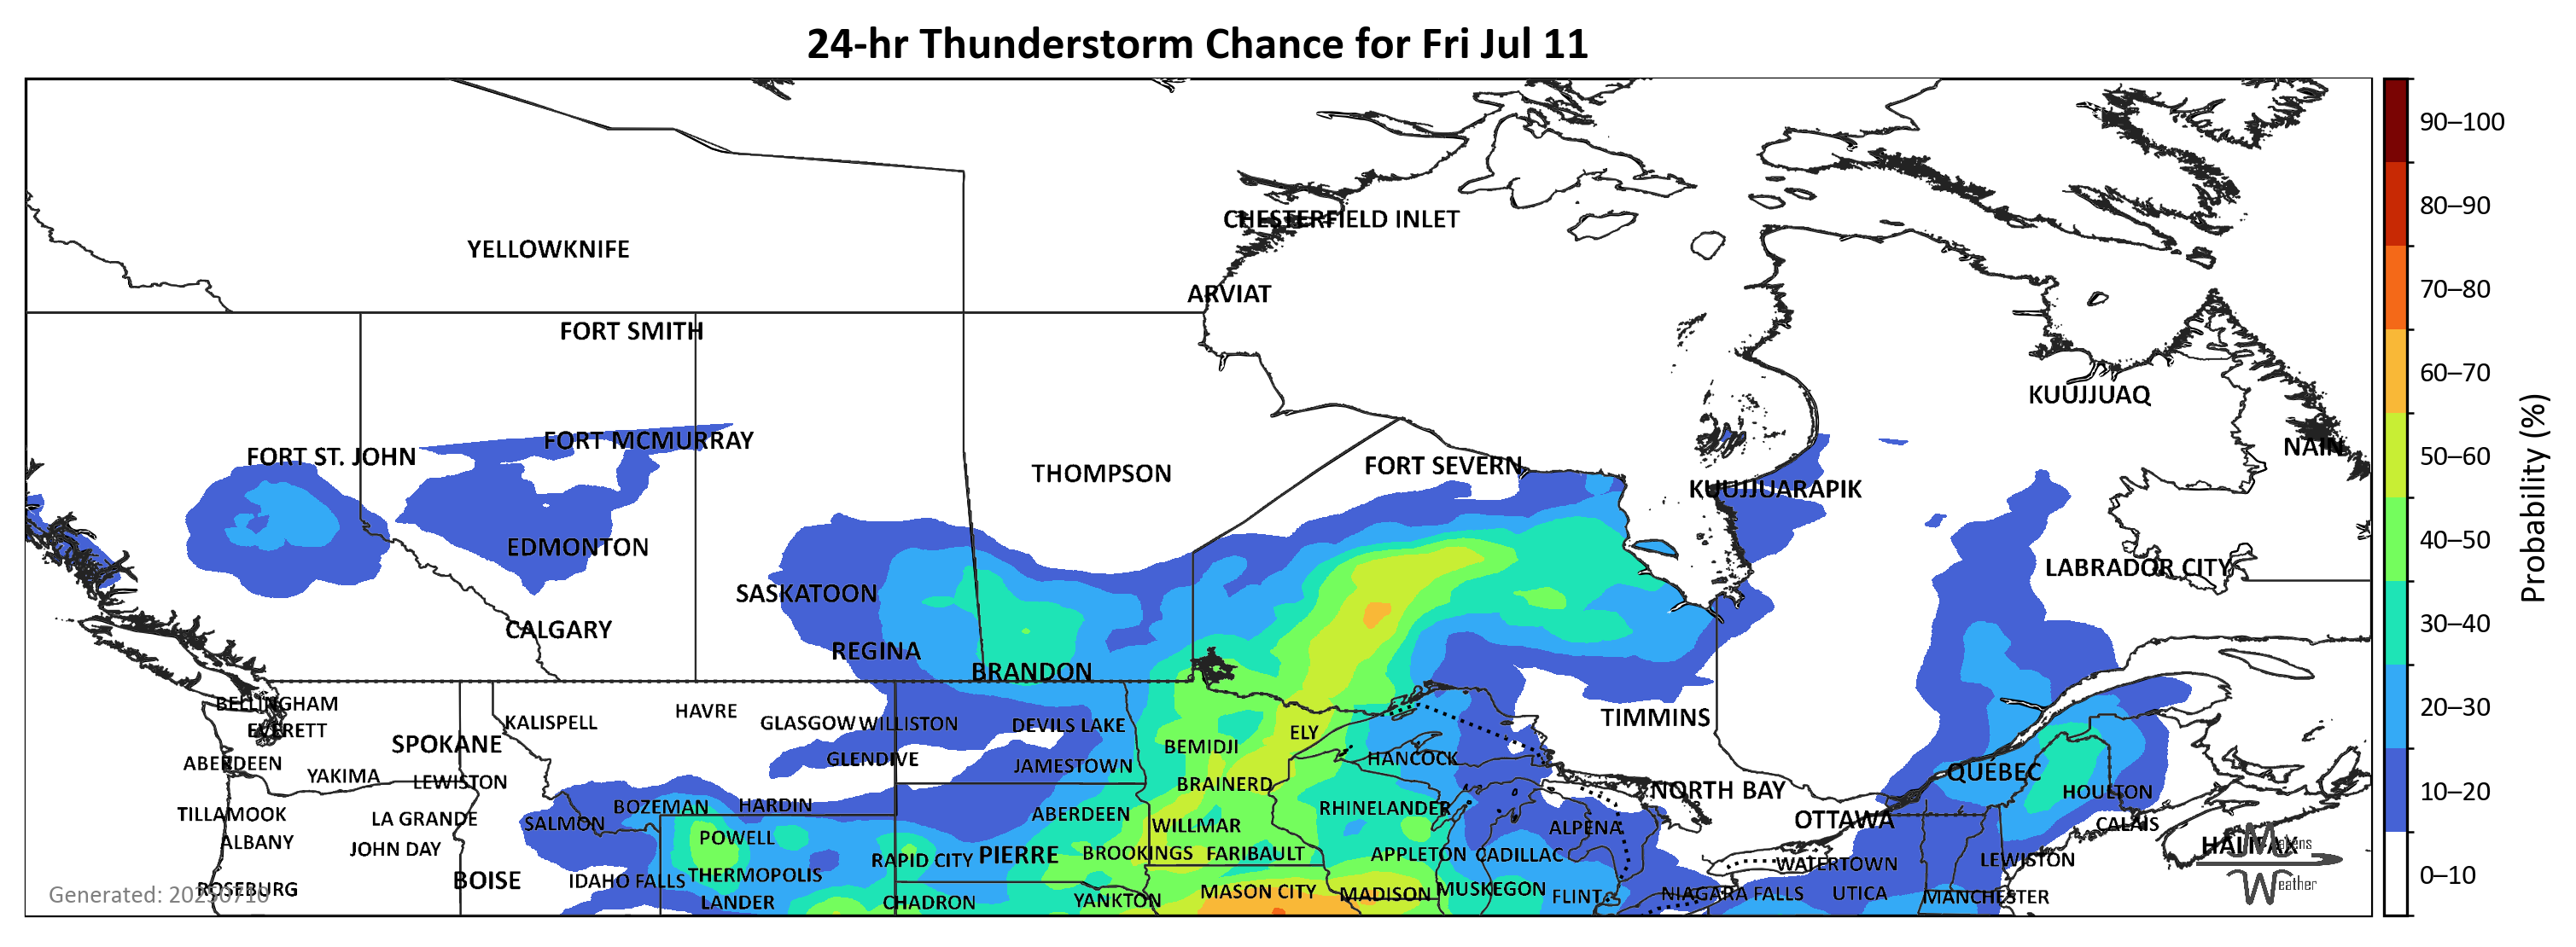 24-hr Thunderstorm Chance for Fri Jul 11
90–100
CHESTERFIELD INLET
80–90
YELLOWKNIFE
ARVIAT
70–80
FORT SMITH
60–70
KUUJJUAQ
FORT MCMURRAY
NAIN
FORT ST. JOHN
50–60
FORT SEVERN
THOMPSON
KUUJJUARAPIK
Probability (%)
EDMONTON
40–50
LABRADOR CITY
SASKATOON
CALGARY
30–40
REGINA
BRANDON
BELLINGHAM
20–30
HAVRE
TIMMINS
KALISPELL
GLASGOW WILLISTON
DEVILS LAKE
EVERETT
ELY
SPOKANE
BEMIDJI
GLENDIVE
HANCOCK
ABERDEEN
JAMESTOWN
QUÉBEC
YAKIMA
LEWISTON
BRAINERD
NORTH BAY
HOULTON
10–20
BOZEMAN
HARDIN
RHINELANDER
TILLAMOOK
LA GRANDE
ABERDEEN
OTTAWA
SALMON
WILLMAR
ALPENA
CALAIS
ALBANY
POWELL
HALIFAX
Makens
JOHN DAY
RAPID CITY
PIERRE
BROOKINGS
FARIBAULT
APPLETON
CADILLAC
WATERTOWN
LEWISTON
THERMOPOLIS
0–10
BOISE
IDAHO FALLS
Weather
Generated: 20250710
ROSEBURG
MASON CITY
MADISON
MUSKEGON
NIAGARA FALLS
UTICA
LANDER
CHADRON
YANKTON
FLINT
MANCHESTER